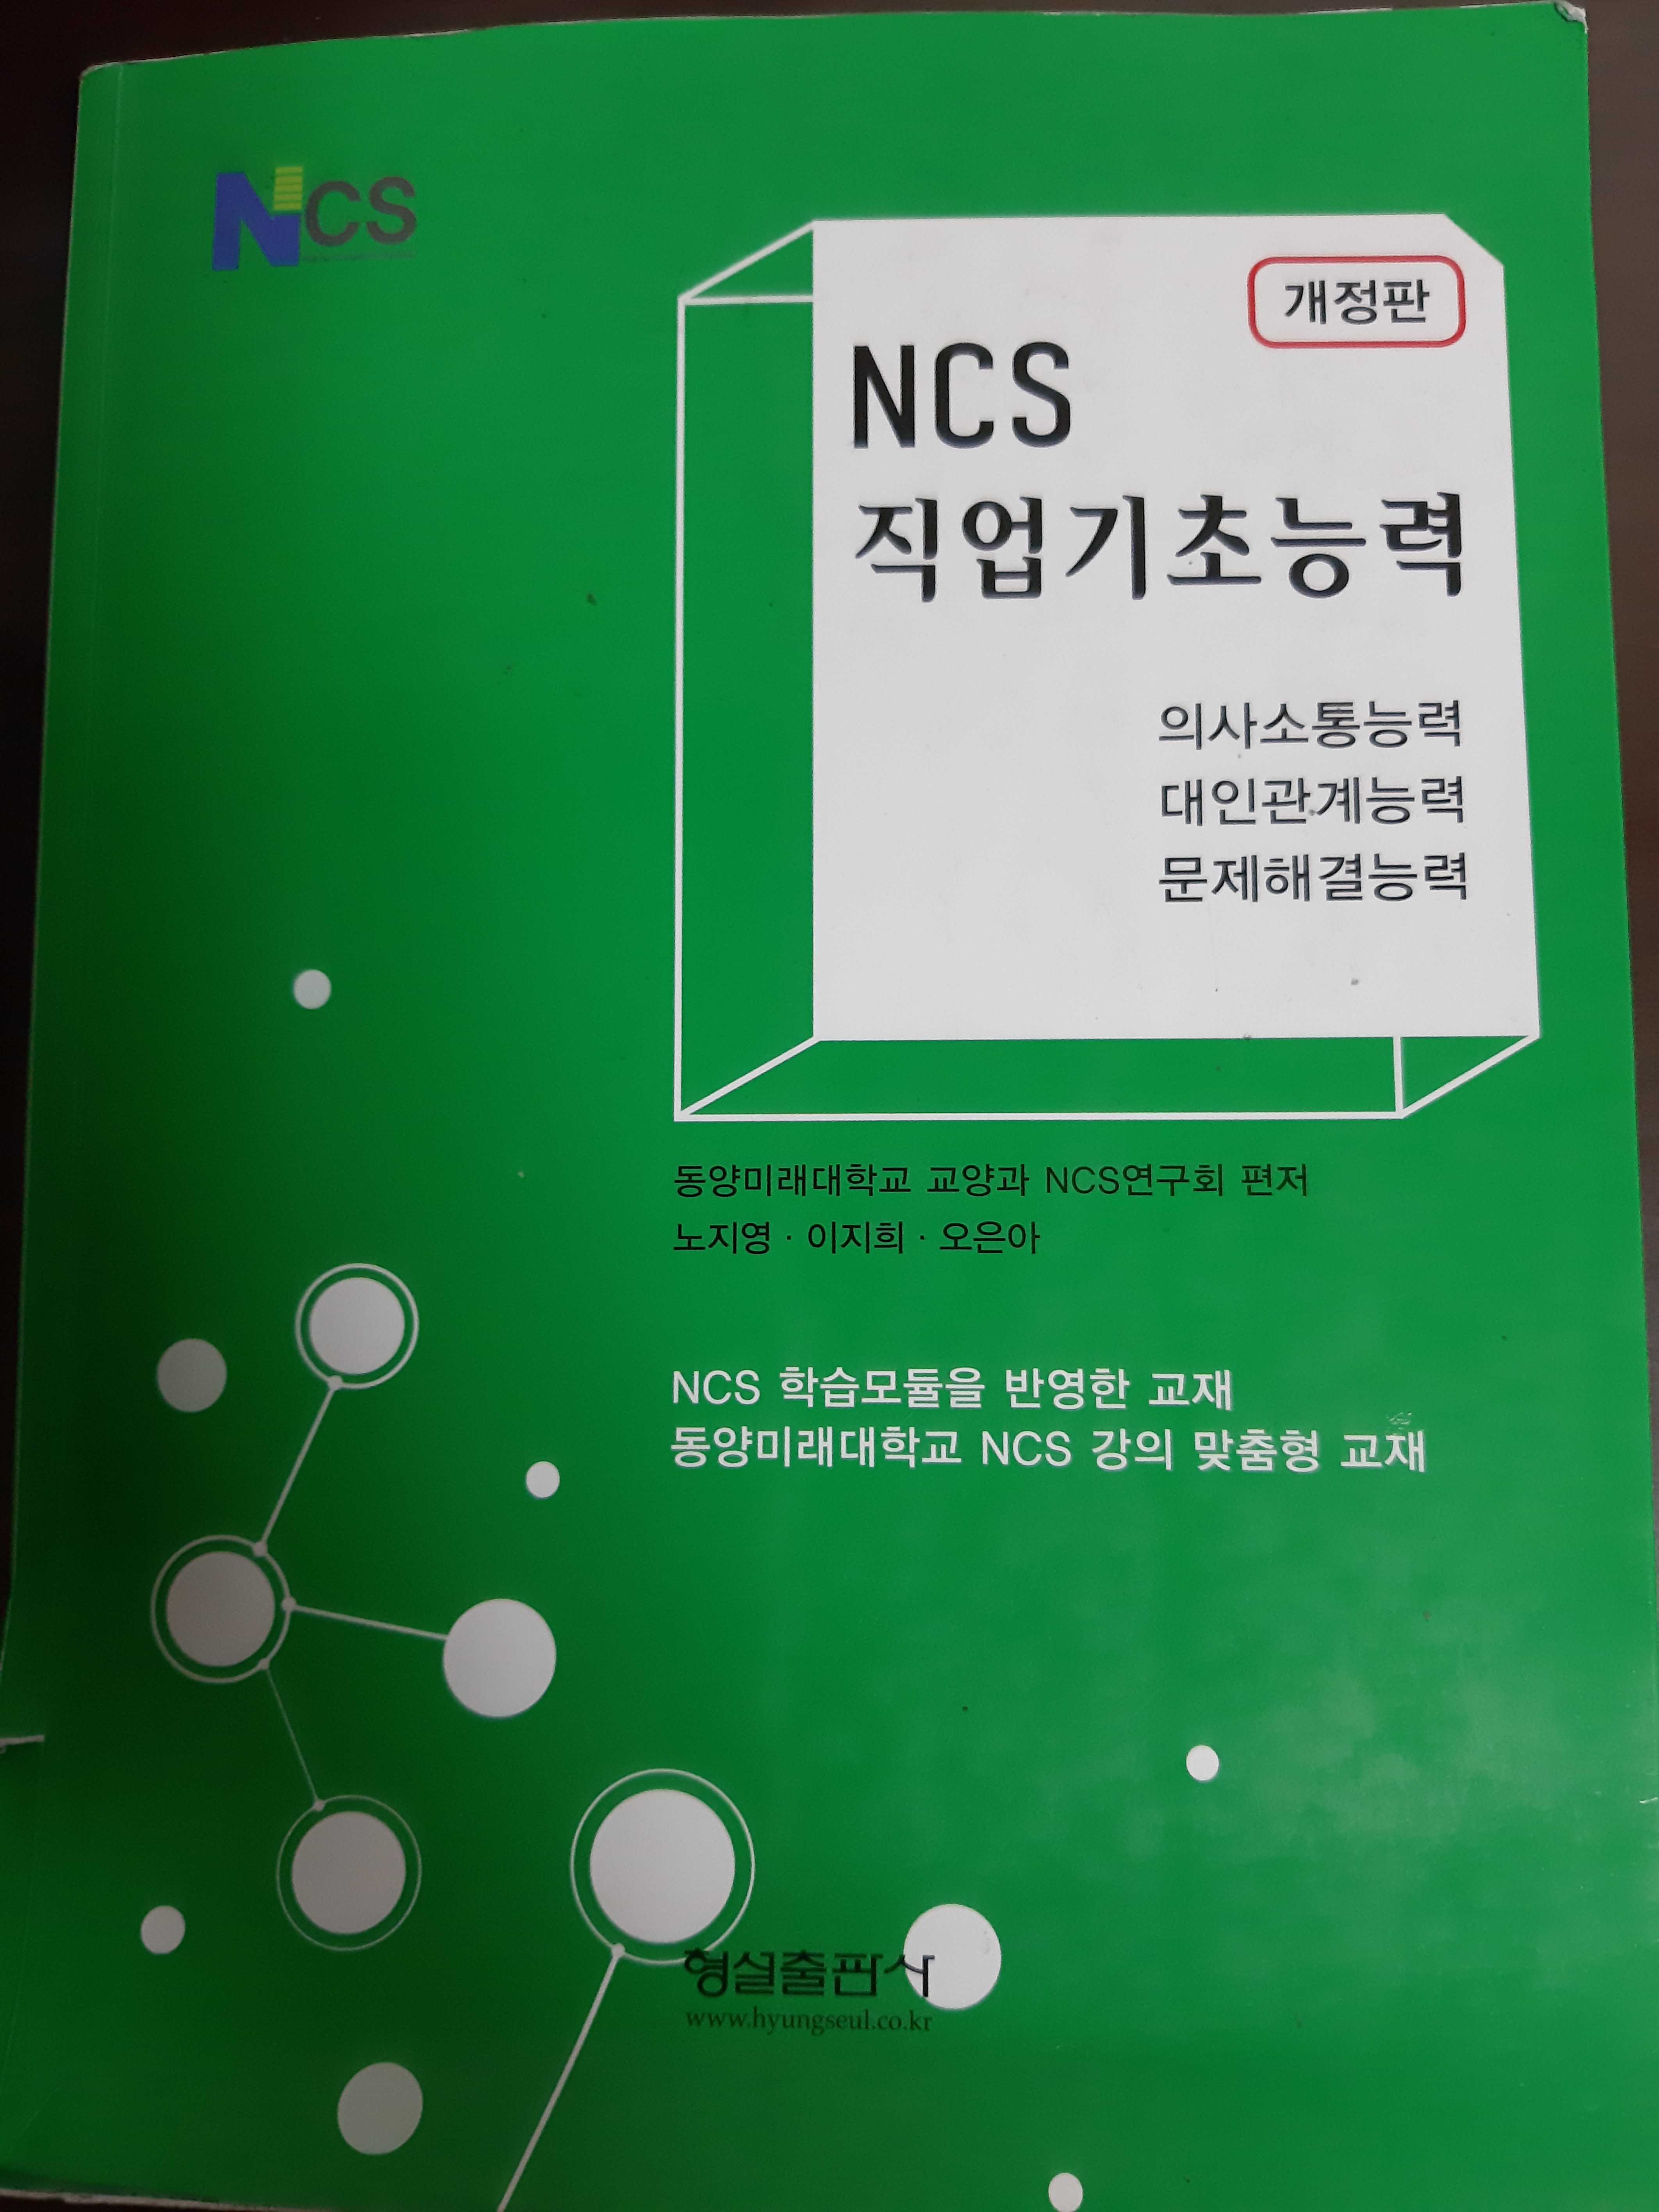 NCS
개정판
NCS
직업기초능력
의사소통능력
대인관계능력
문제해결능력
동양미래대학교 교양과 NCS연구회 편저
노지영 · 이지희 · 오은아
NCS 학습모듈을 반영한 교재
동양미래대학교 NCS 강의 맞춤형 교재
형설출판사
www.hyungseul.co.kr